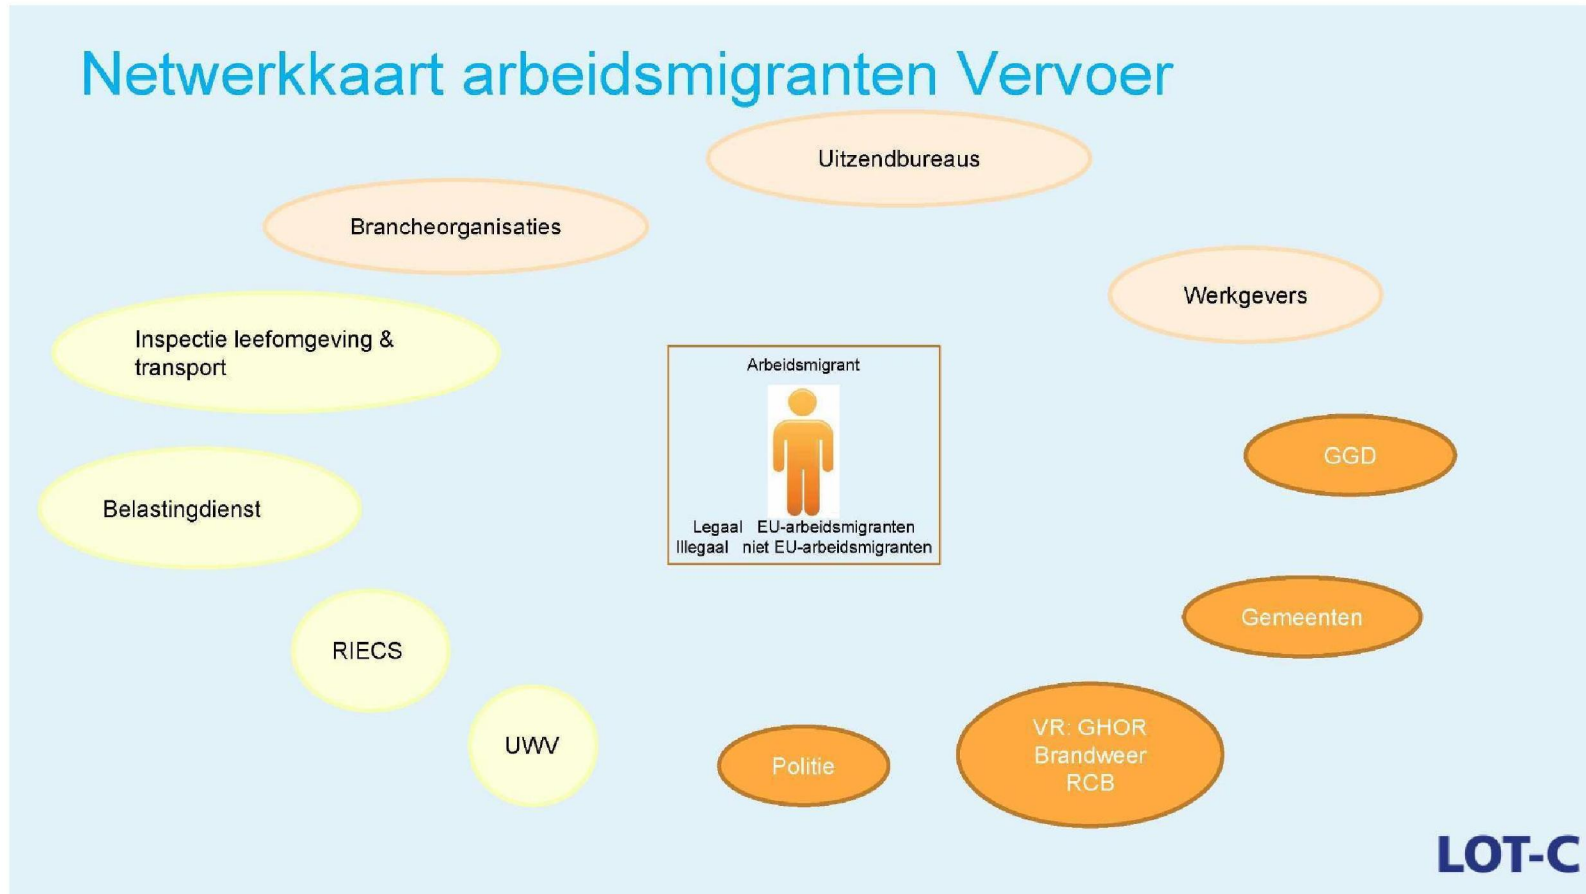 Netwerkkaart arbeidsmigranten Vervoer
Uitzendbureaus
Brancheorganisaties
Werkgevers
Inspectie leefomgeving &
transport
Arbeidsmigrant
Legaal EU-arbeidsmigranten
Illegaal niet EU-arbeidsmigranten
GGD
Belastingdienst
Gemeenten
RIECS
UWV
Politie
VR: GHOR
Brandweer
RCB
LOT-C